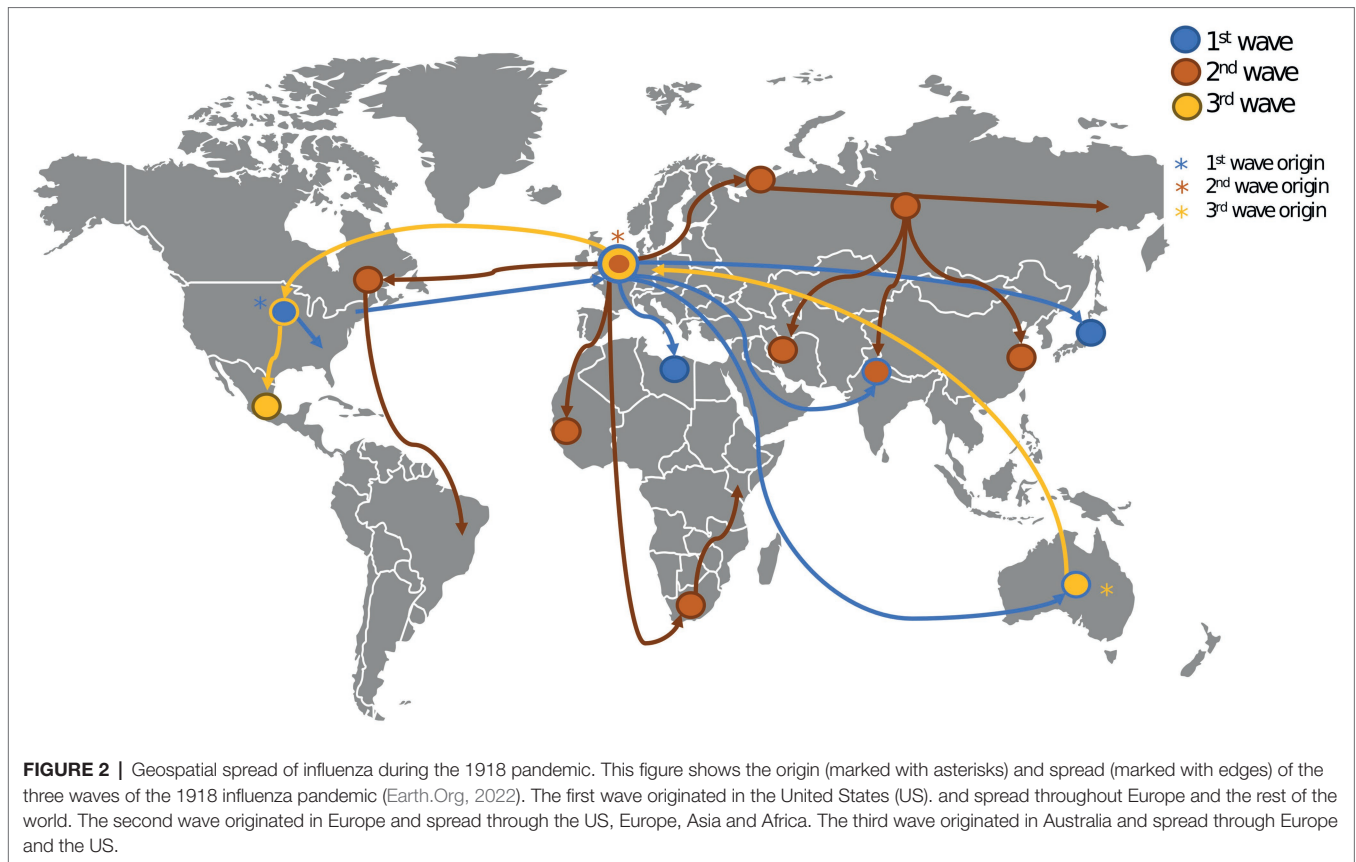 1st wave
2nd wave
3rd wave
* 1st wave origin
* 2nd wave origin
* 3rd wave origin
*
*
*
FIGURE 2 | Geospatial spread of influenza during the 1918 pandemic. This figure shows the origin (marked with asterisks) and spread (marked with edges) of the
three waves of the 1918 influenza pandemic (Earth.Org, 2022). The first wave originated in the United States (US). and spread throughout Europe and the rest of the
world. The second wave originated in Europe and spread through the US, Europe, Asia and Africa. The third wave originated in Australia and spread through Europe
and the US.